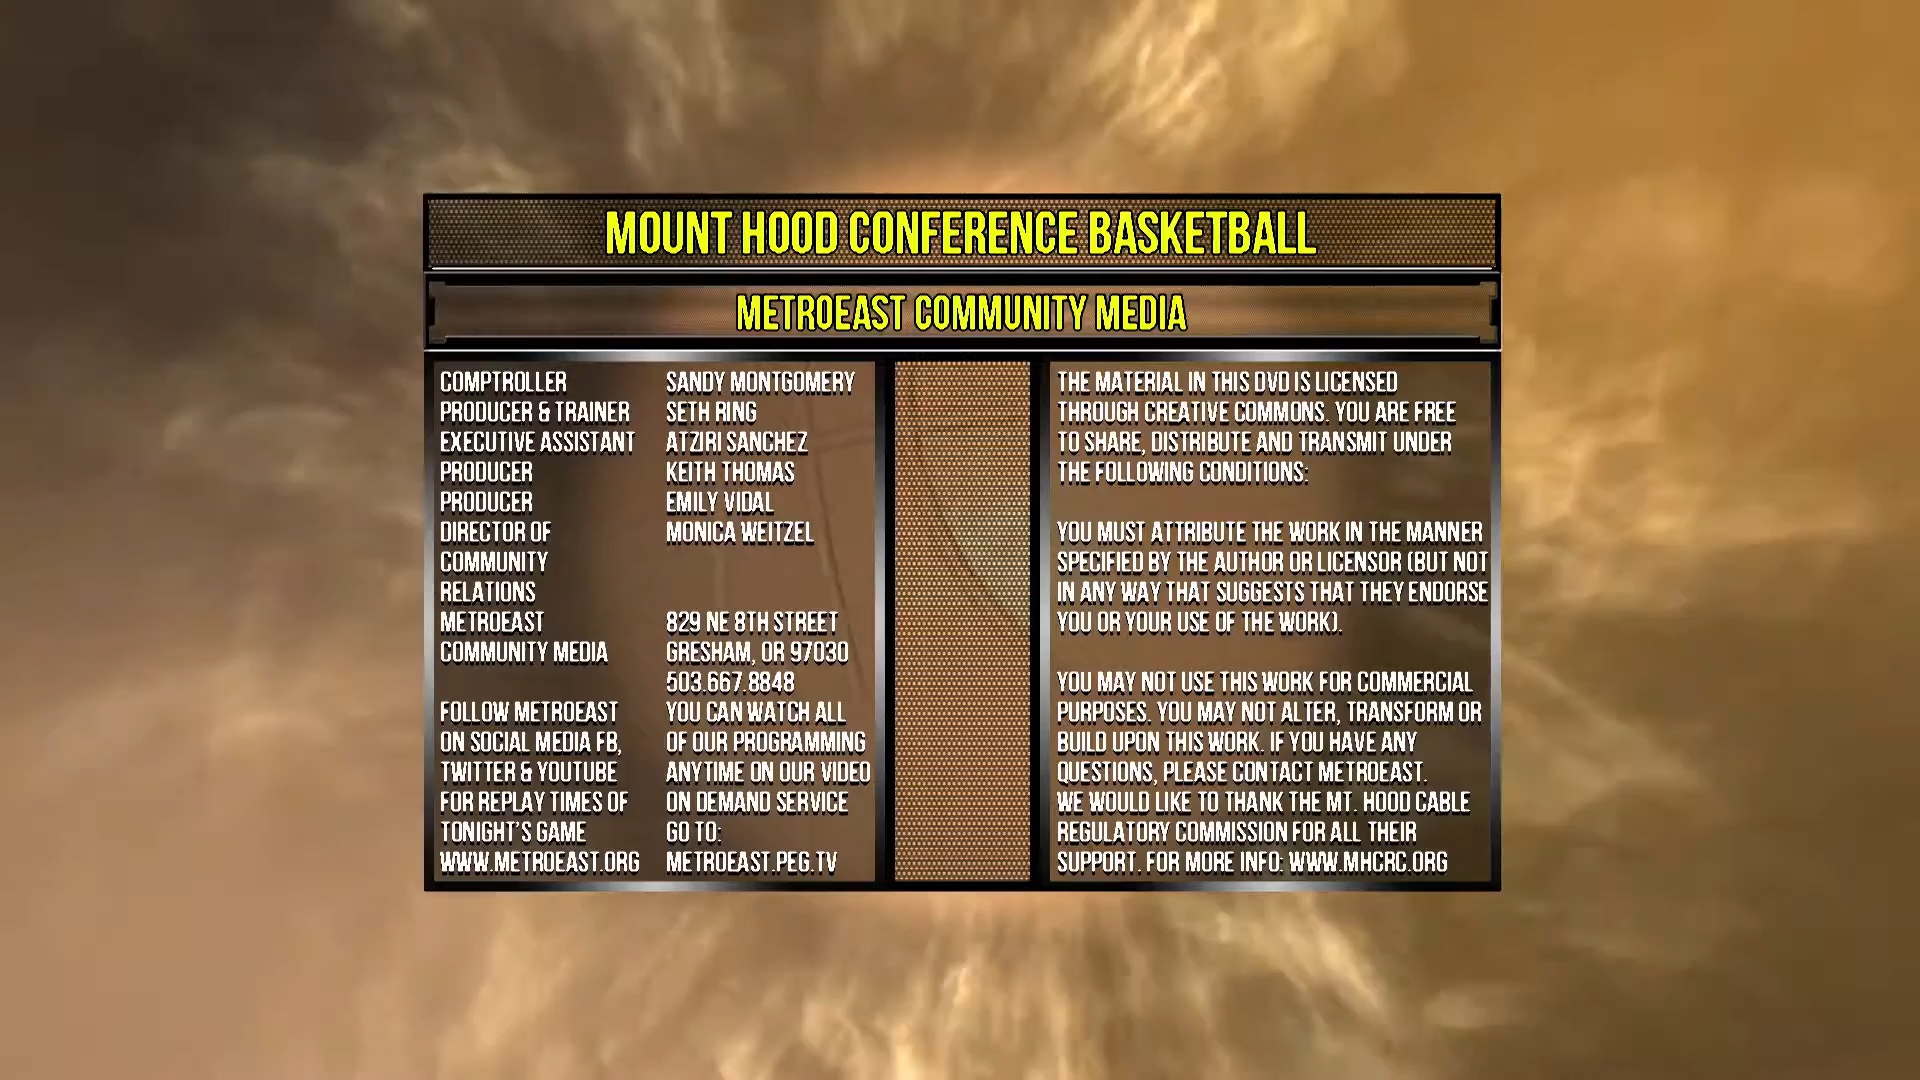 MOUNT HOOD CONFERENCE BASKETBALL
METROEAST COMMUNITY MEDIA
COMPTROLLER SANDY MONTGOMERY
PRODUCER & TRAINER SETH RING
EXECUTIVE ASSISTANT ATZIRI SANCHEZ
PRODUCER KEITH THOMAS
PRODUCER EMILY VIDAL
DIRECTOR OF MONICA WEITZEL
COMMUNITY
RELATIONS
METROEAST 829 NE 8TH STREET
COMMUNITY MEDIA GRESHAM, OR 97030
503.667.8848
FOLLOW METROEAST YOU CAN WATCH ALL
ON SOCIAL MEDIA FB, OF OUR PROGRAMMING
TWITTER & YOUTUBE ANYTIME ON OUR VIDEO
FOR REPLAY TIMES OF ON DEMAND SERVICE
TONIGHT'S GAME GO TO:
WWW.METROEAST.ORG METROEAST.PEG.TV
THE MATERIAL IN THIS DVD IS LICENSED
THROUGH CREATIVE COMMONS. YOU ARE FREE
TO SHARE, DISTRIBUTE AND TRANSMIT UNDER
THE FOLLOWING CONDITIONS:
YOU MUST ATTRIBUTE THE WORK IN THE MANNER
SPECIFIED BY THE AUTHOR OR LICENSOR (BUT NOT
IN ANY WAY THAT SUGGESTS THAT THEY ENDORSE
YOU OR YOUR USE OF THE WORK).
YOU MAY NOT USE THIS WORK FOR COMMERCIAL
PURPOSES. YOU MAY NOT ALTER, TRANSFORM OR
BUILD UPON THIS WORK. IF YOU HAVE ANY
QUESTIONS, PLEASE CONTACT METROEAST.
WE WOULD LIKE TO THANK THE MT. HOOD CABLE
REGULATORY COMMISSION FOR ALL THEIR
SUPPORT. FOR MORE INFO: WWW.MHCRC.ORG